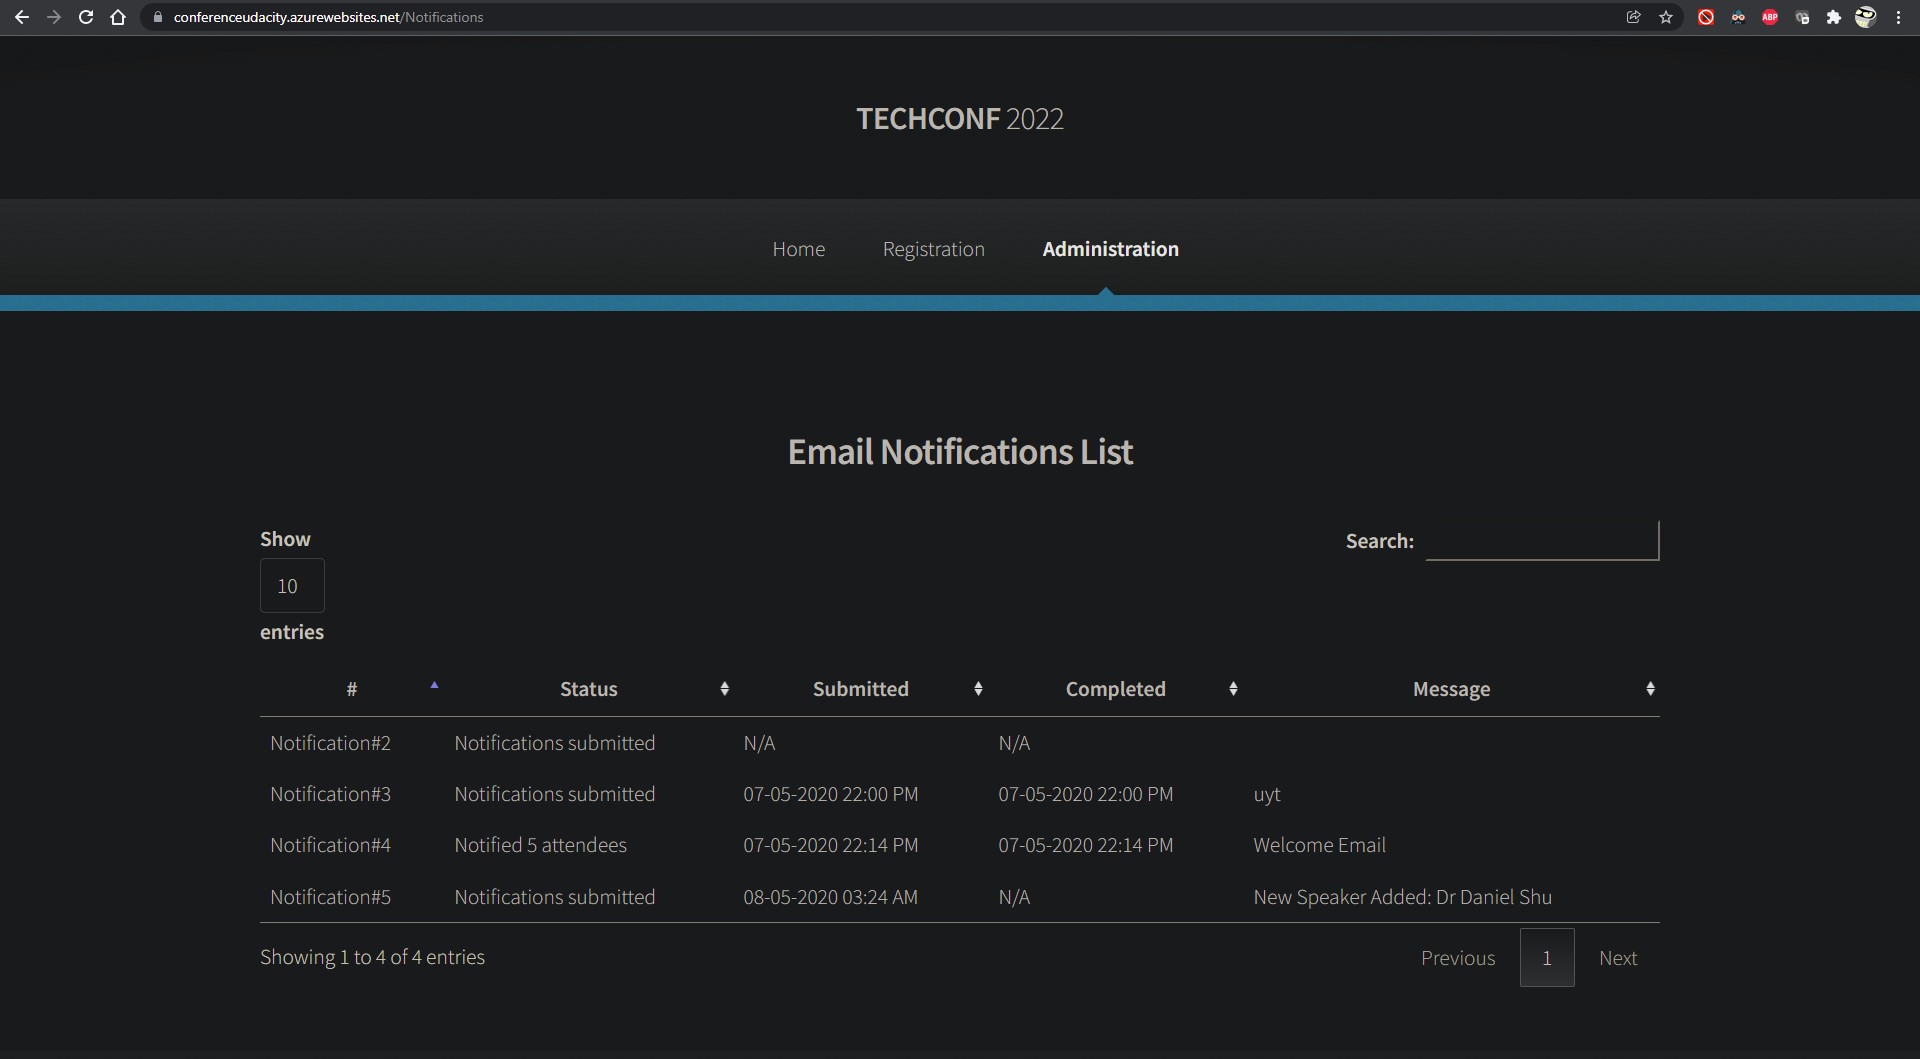 conferenceudacity.azurewebsites.net/Notifications
ABP
TECHCONF 2022
Home Registration Administration
Email Notifications List
Show
10
entries
Search:
# Status Submitted Completed Message
Notification#2 Notifications submitted N/A N/A
Notification#3 Notifications submitted 07-05-2020 22:00 PM 07-05-2020 22:00 PM uyt
Notification#4 Notified 5 attendees 07-05-2020 22:14 PM 07-05-2020 22:14 PM Welcome Email
Notification#5 Notifications submitted 08-05-2020 03:24 AM N/A New Speaker Added: Dr Daniel Shu
Showing 1 to 4 of 4 entries
Previous 1 Next